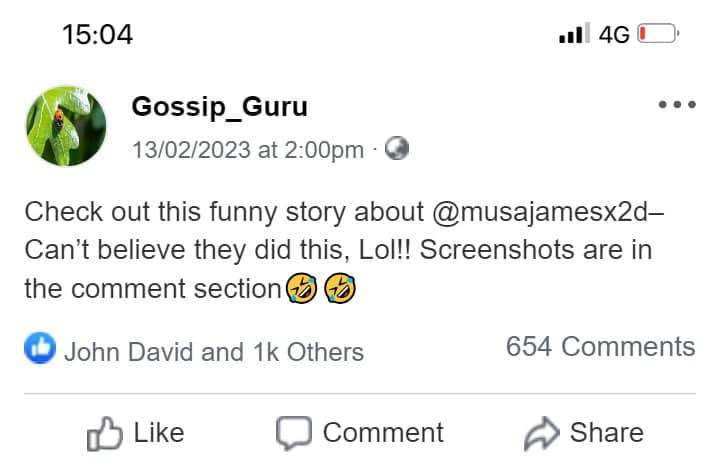 15:04 4G
Gossip_Guru
13/02/2023 at 2:00pm ·
Check out this funny story about @musajamesx2d–
Can’t believe they did this, Lol!! Screenshots are in
the comment section🤣🤣
John David and 1k Others 654 Comments
Like Comment Share